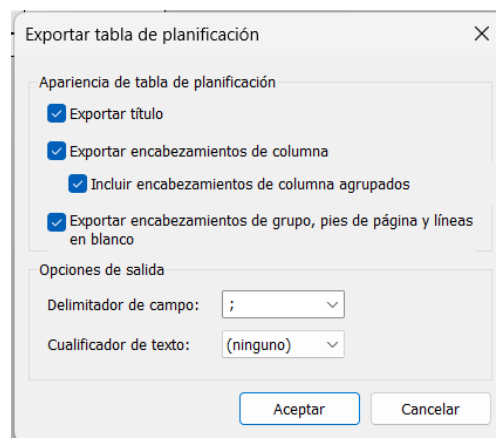 Exportar tabla de planificación
Apariencia de tabla de planificación
Exportar título
Exportar encabezamientos de columna
Incluir encabezamientos de columna agrupados
Exportar encabezamientos de grupo, pies de página y líneas
en blanco
Opciones de salida
Delimitador de campo: ;
Cualificador de texto: (ninguno)
Aceptar Cancelar